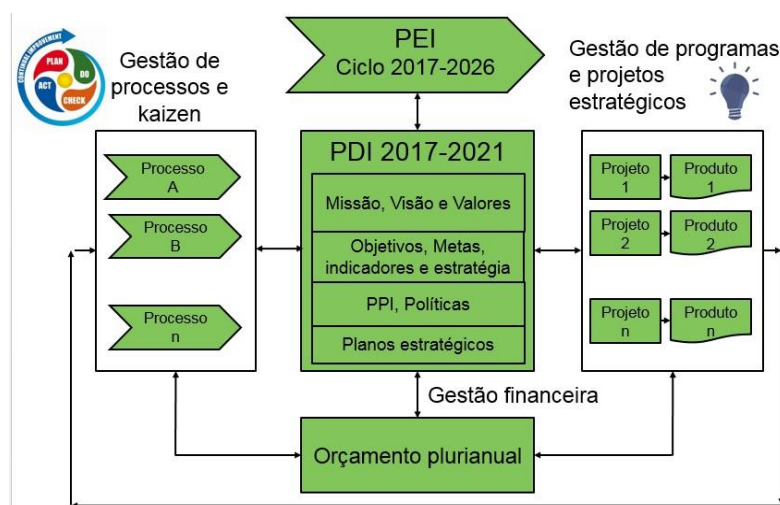 CONTINUAL IMPROVEMENT
PLAN
DO
CHECK
ACT
Gestão de
processos e
kaizen
PEI
Ciclo 2017-2026
Gestão de programas
e projetos
estratégicos
Processo
A
Processo
B
Processo
n
PDI 2017-2021
Missão, Visão e Valores
Objetivos, Metas,
indicadores e estratégia
PPI, Políticas
Planos estratégicos
Projeto
1
Produto
1
Projeto
2
Produto
2
Projeto
n
Produto
n
Gestão financeira
Orçamento plurianual